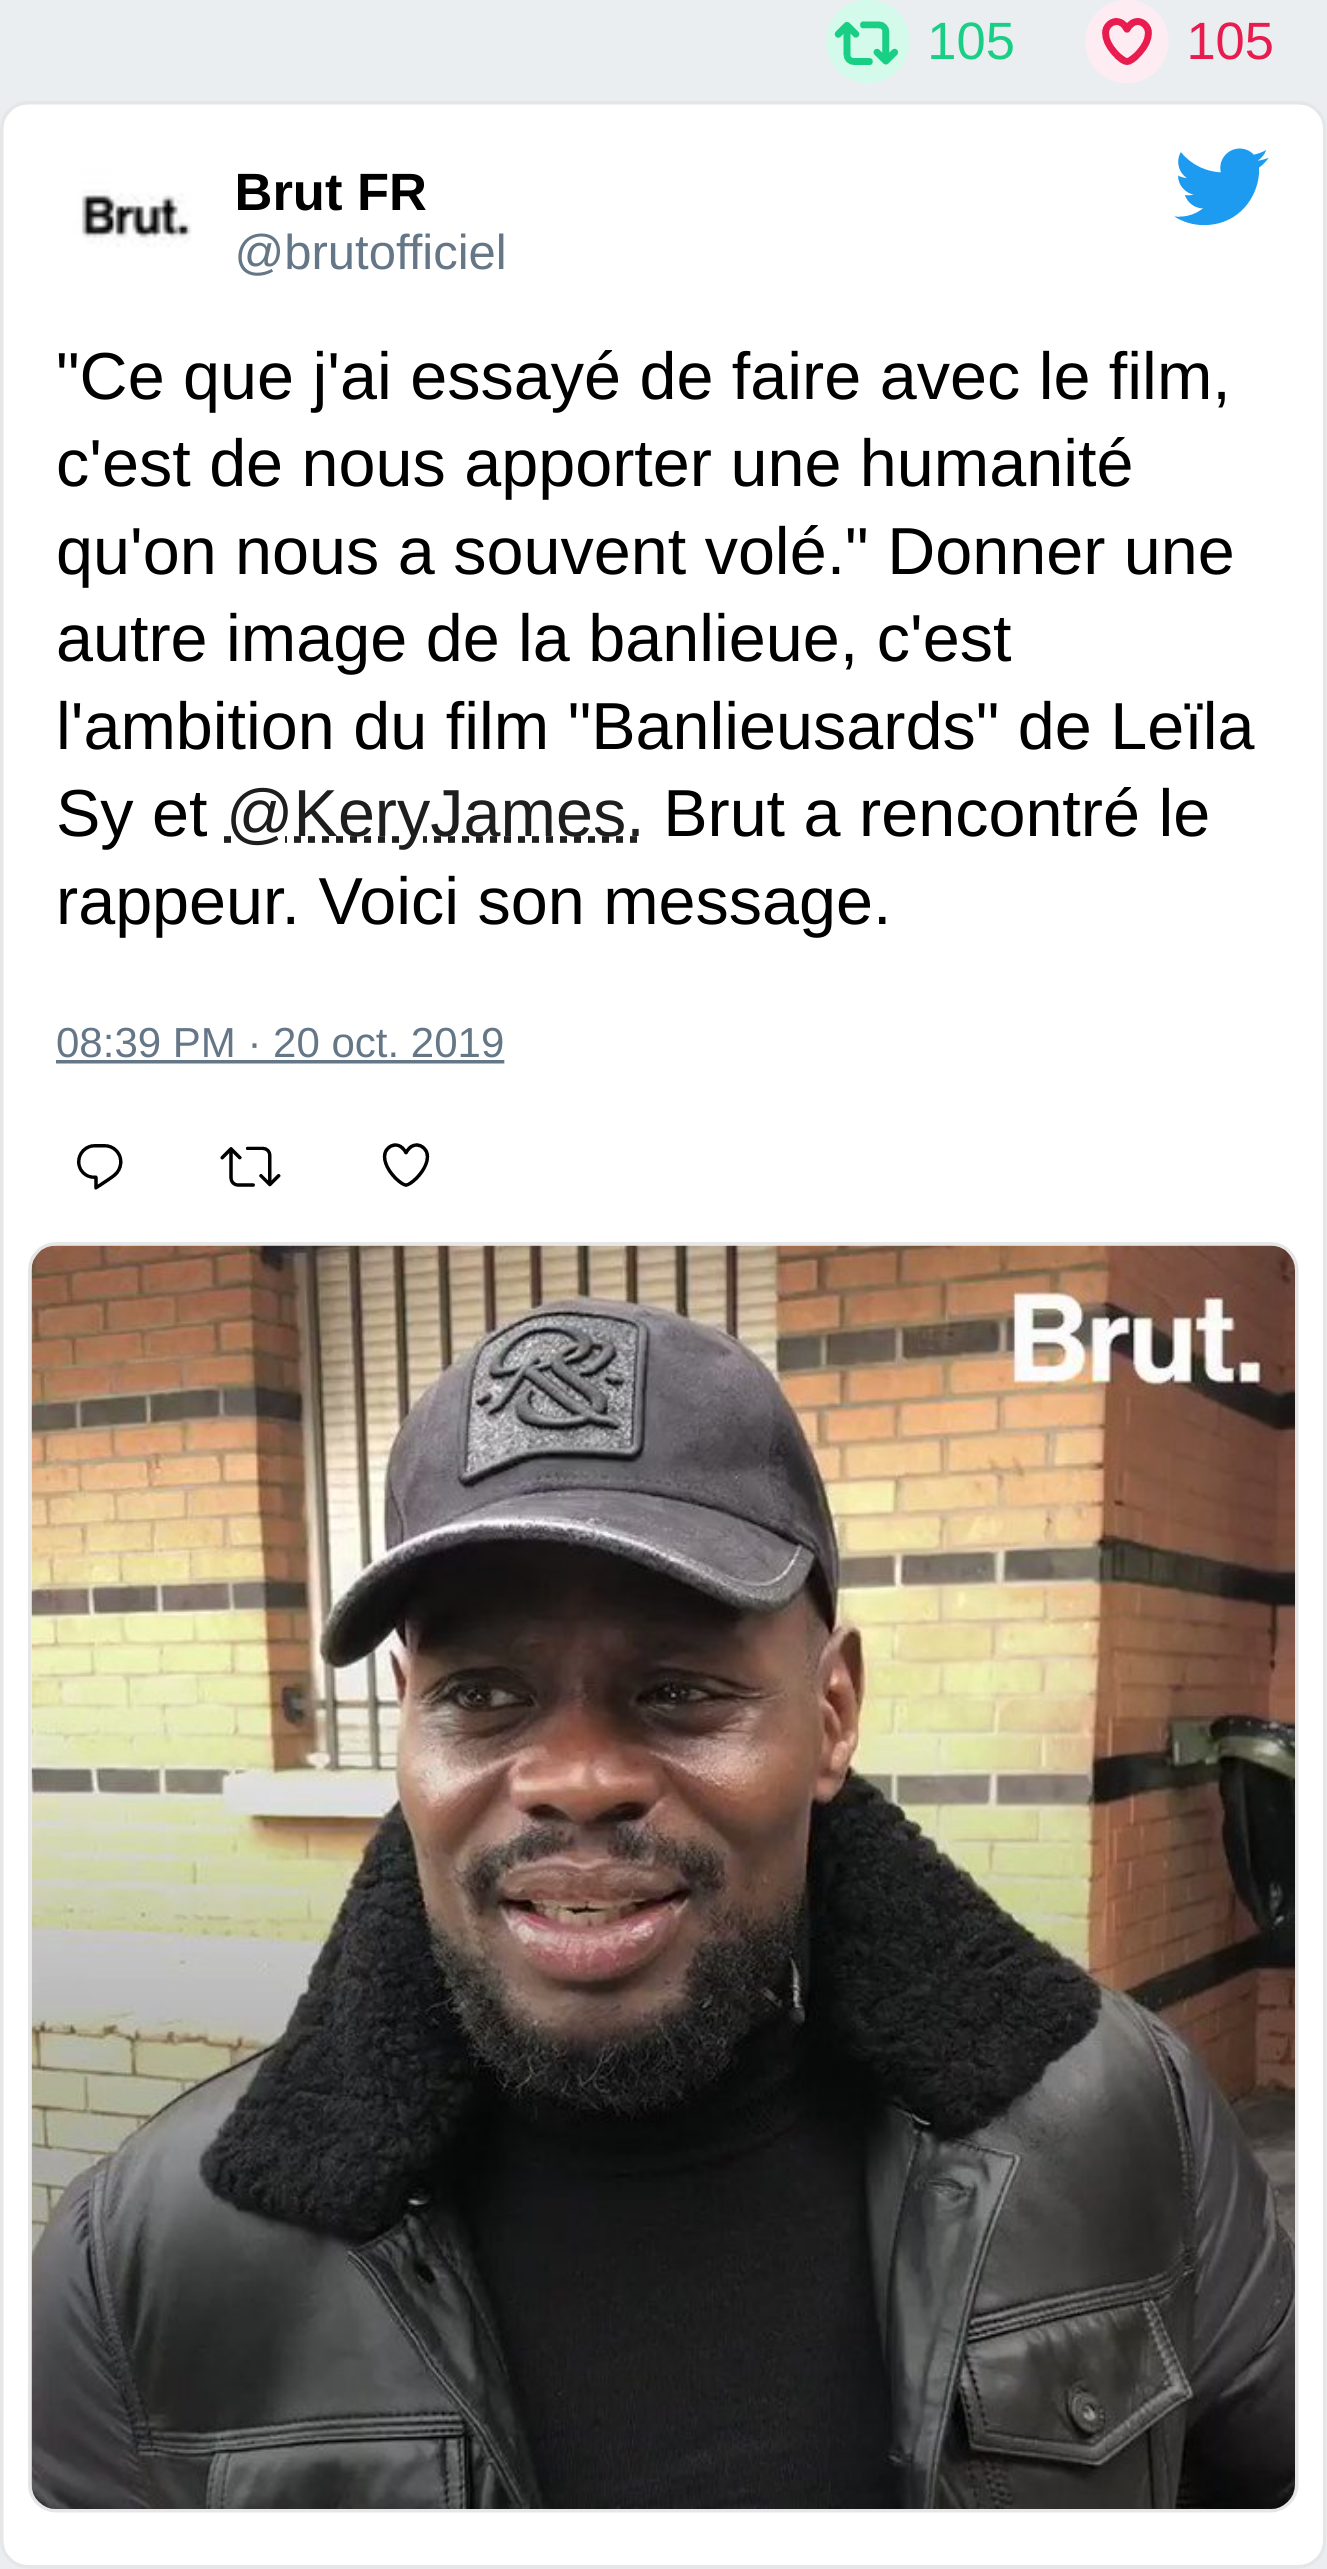 105 105
Brut.
Brut FR
@brutofficiel
"Ce que j'ai essayé de faire avec le film,
c'est de nous apporter une humanité
qu'on nous a souvent volé." Donner une
autre image de la banlieue, c'est
l'ambition du film "Banlieusards" de Leïla
Sy et @KeryJames. Brut a rencontré le
rappeur. Voici son message.
08:39 PM · 20 oct. 2019
Brut.